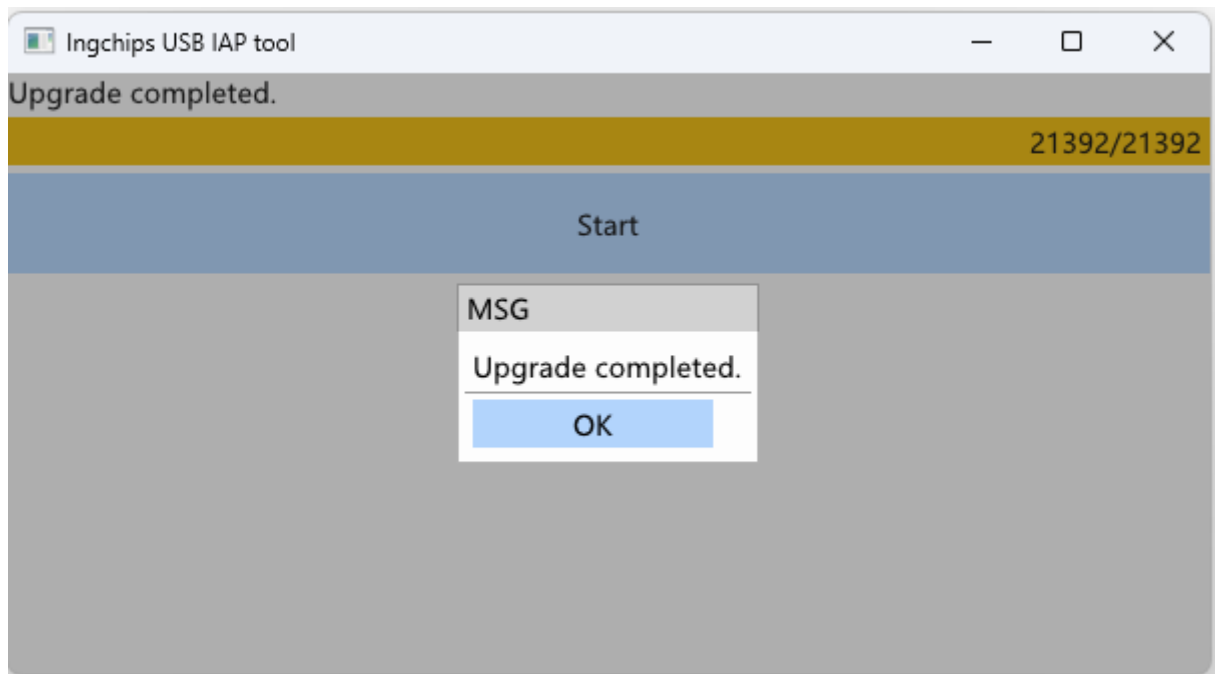 Ingchips USB IAP tool
Upgrade completed.
21392/21392
Start
MSG
Upgrade completed.
OK